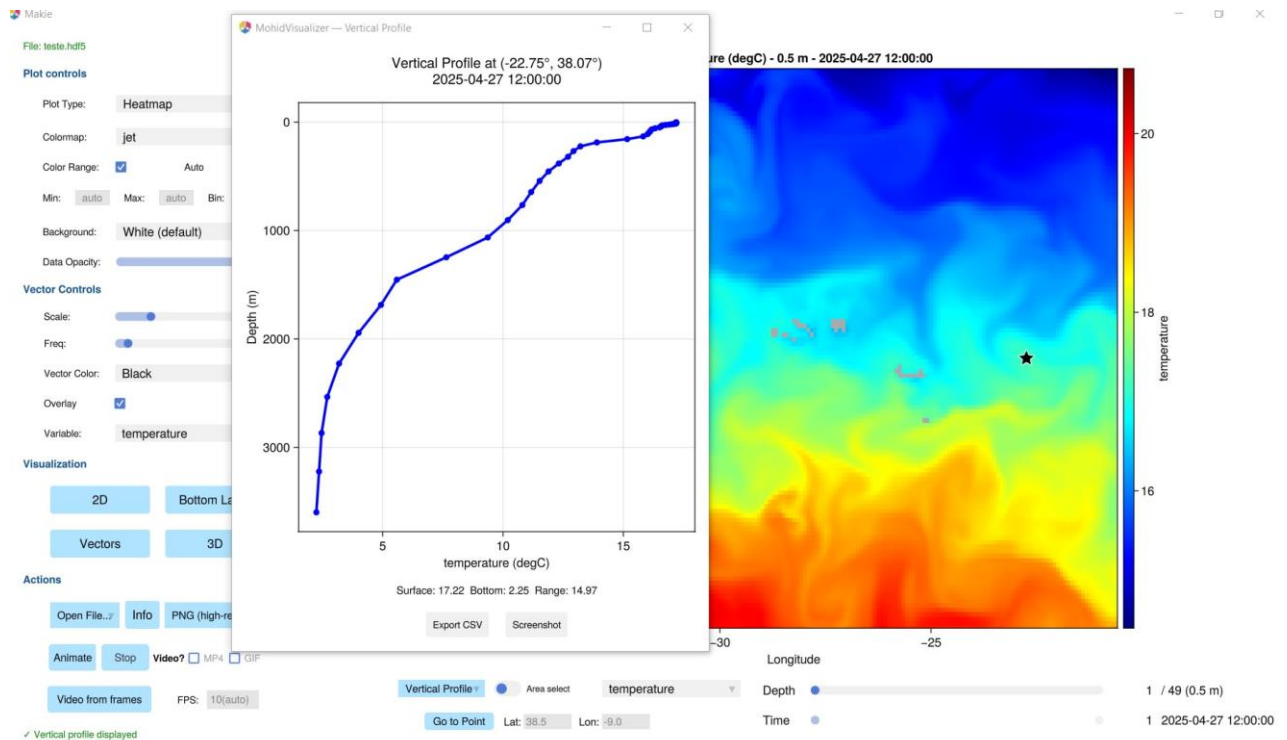 Makie
File: teste.hdf5
Plot controls
Plot Type: Heatmap
Colormap: jet
Color Range: Auto
Min: auto Max: auto Bin:
Background: White (default)
Data Opacity:
Vector Controls
Scale:
Freq:
Vector Color: Black
Overlay
Variable: temperature
Visualization
2D Bottom La
Vectors 3D
Actions
Open File.. Info PNG (high-re
Animate Stop Video? MP4 GIF
Video from frames FPS: 10(auto)
✓ Vertical profile displayed
MohidVisualizer — Vertical Profile
Vertical Profile at (-22.75°, 38.07°)
2025-04-27 12:00:00
0
1000
2000
3000
Depth (m)
5 10 15
temperature (degC)
Surface: 17.22 Bottom: 2.25 Range: 14.97
Export CSV Screenshot
ure (degC) - 0.5 m - 2025-04-27 12:00:00
20
18
16
temperature
-30 -25
Longitude
Vertical Profile Area select temperature
Go to Point Lat: 38.5 Lon: -9.0
Depth 1 / 49 (0.5 m)
Time 1 2025-04-27 12:00:00